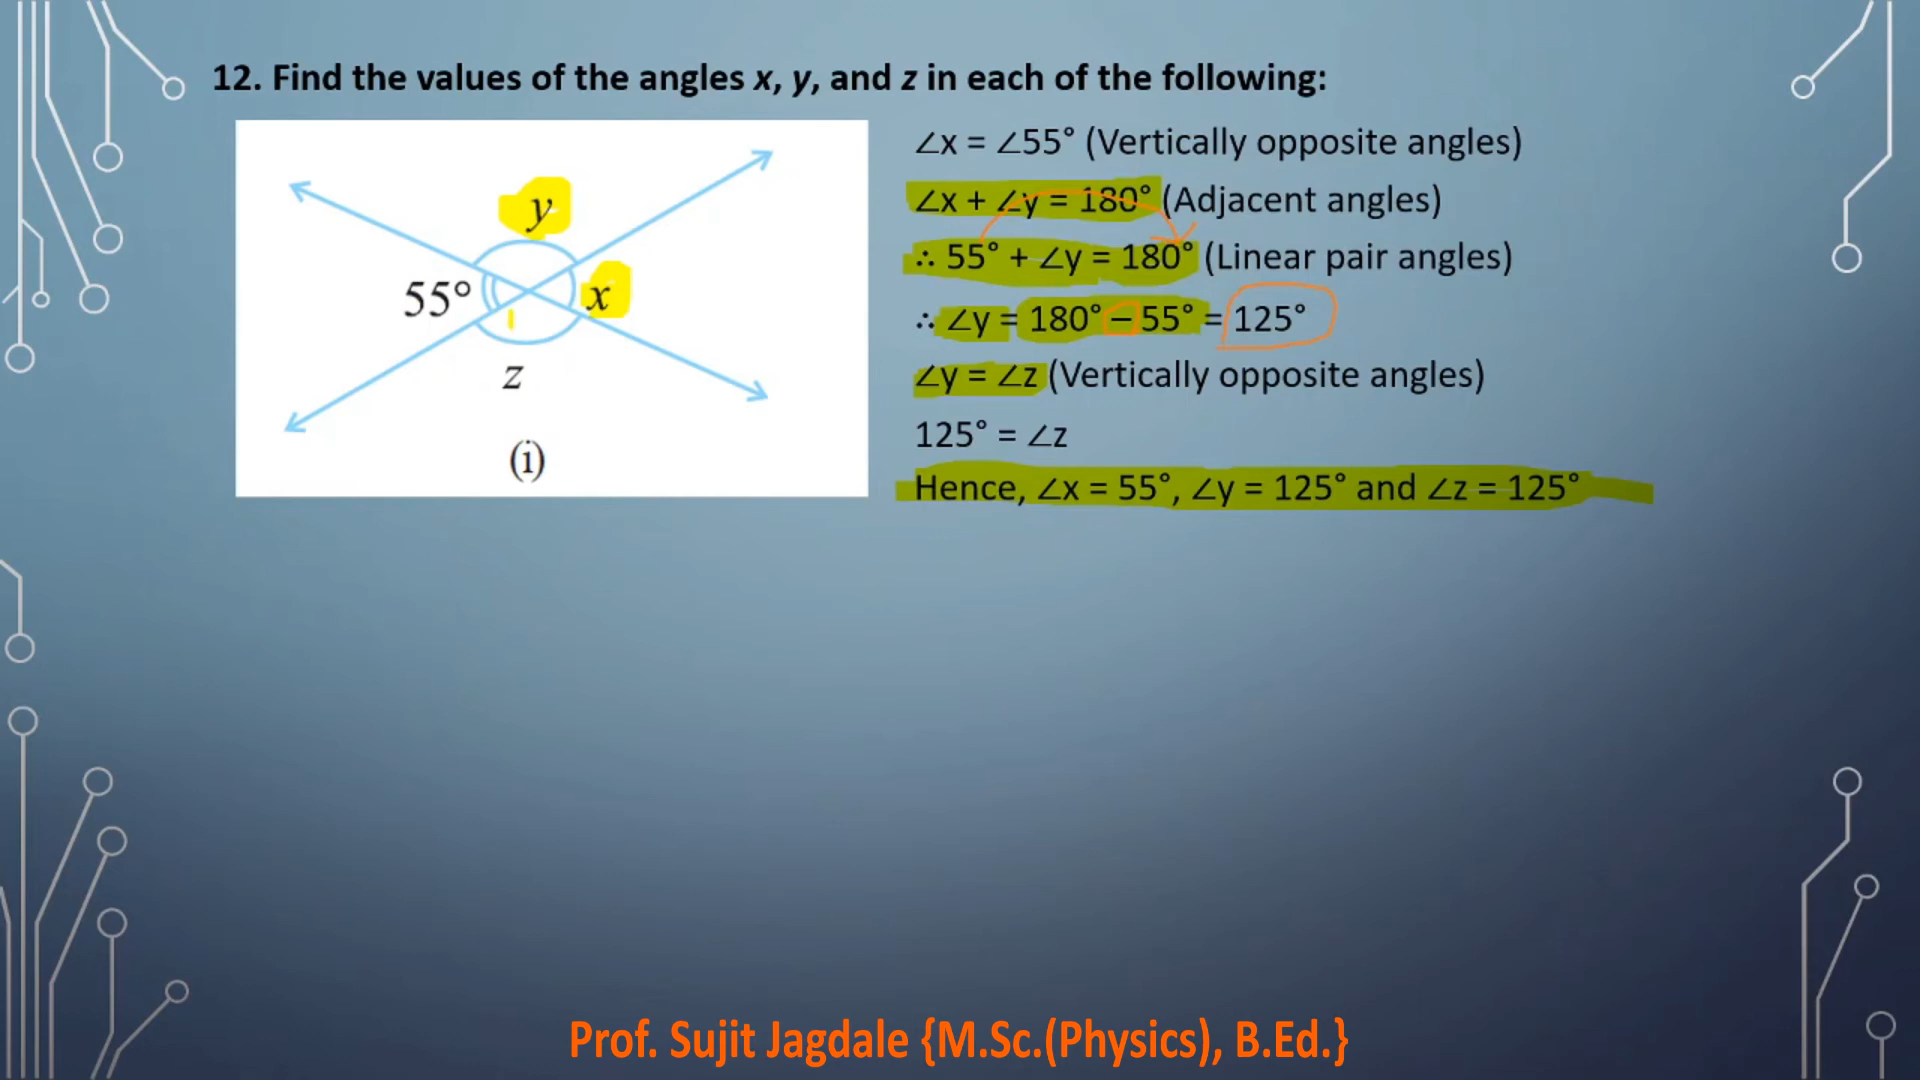 12. Find the values of the angles x, y, and z in each of the following:
y
55°
x
z
(i)
∠x = ∠55° (Vertically opposite angles)
∠x + ∠y = 180° (Adjacent angles)
∴ 55° + ∠y = 180° (Linear pair angles)
∴ ∠y = 180° – 55° = 125°
∠y = ∠z (Vertically opposite angles)
125° = ∠z
Hence, ∠x = 55°, ∠y = 125° and ∠z = 125°
Prof. Sujit Jagdale {M.Sc.(Physics), B.Ed.}